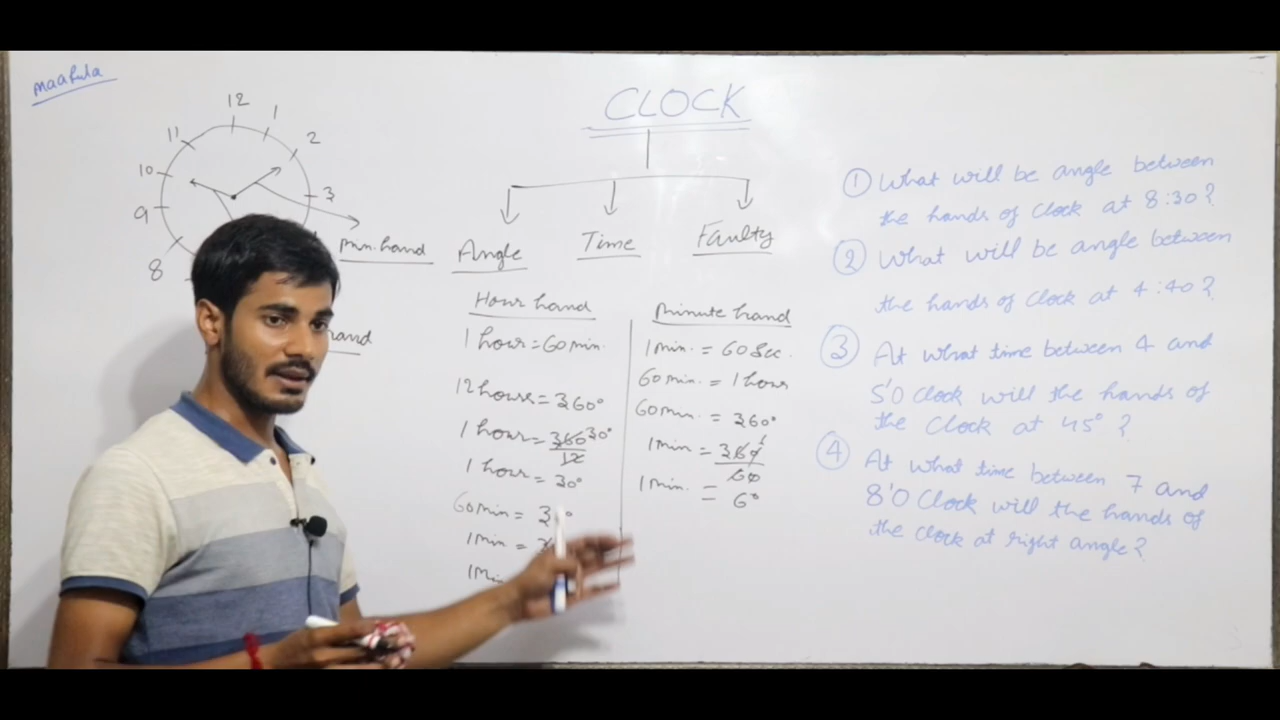 maaRula
CLOCK
12
1
11
2
10
3
9
8
min. hand
Angle
Time
Faulty
Hour hand
1 hour = 60 min.
12 hours = 360°
1 hour = 360 30°
12
1 hour = 30°
60 min =
1 min =
Minute hand
1 min. = 60 Sec.
60 min. = 1 hour
60 min. = 360°
1 min = 360
60
1 min. = 6°
① What will be angle between
the hands of Clock at 8:30?
② What will be angle between
the hands of Clock at 4:40?
③ At what time between 4 and
5'0 Clock will the hands of
the Clock at 45° ?
④ At what time between 7 and
8'0 Clock will the hands of
the clock at right angle?